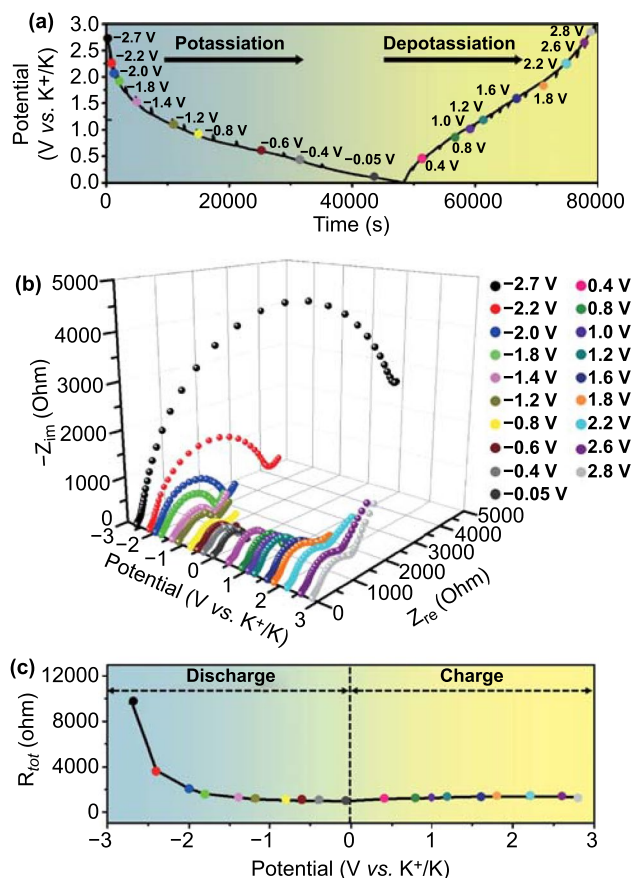 (a)
3.0
2.5
2.0
1.5
1.0
0.5
0.0
Potential
(V vs. K⁺/K)
−2.7 V
−2.2 V
−2.0 V
−1.8 V
−1.4 V
−1.2 V
−0.8 V
−0.6 V
−0.4 V
−0.05 V
Potassiation
Depotassiation
0.4 V
0.8 V
1.0 V
1.2 V
1.6 V
1.8 V
2.2 V
2.6 V
2.8 V
0 20000 40000 60000 80000
Time (s)
(b)
5000
4000
3000
2000
1000
0
−Zim (Ohm)
−3 −2 −1 0 1 2 3
Potential (V vs. K⁺/K)
0 1000 2000 3000 4000 5000
Zre (Ohm)
−2.7 V 0.4 V
−2.2 V 0.8 V
−2.0 V 1.0 V
−1.8 V 1.2 V
−1.4 V 1.6 V
−1.2 V 1.8 V
−0.8 V 2.2 V
−0.6 V 2.6 V
−0.4 V 2.8 V
−0.05 V
(c)
12000
8000
4000
0
Rtot (ohm)
Discharge Charge
−3 −2 −1 0 1 2 3
Potential (V vs. K⁺/K)